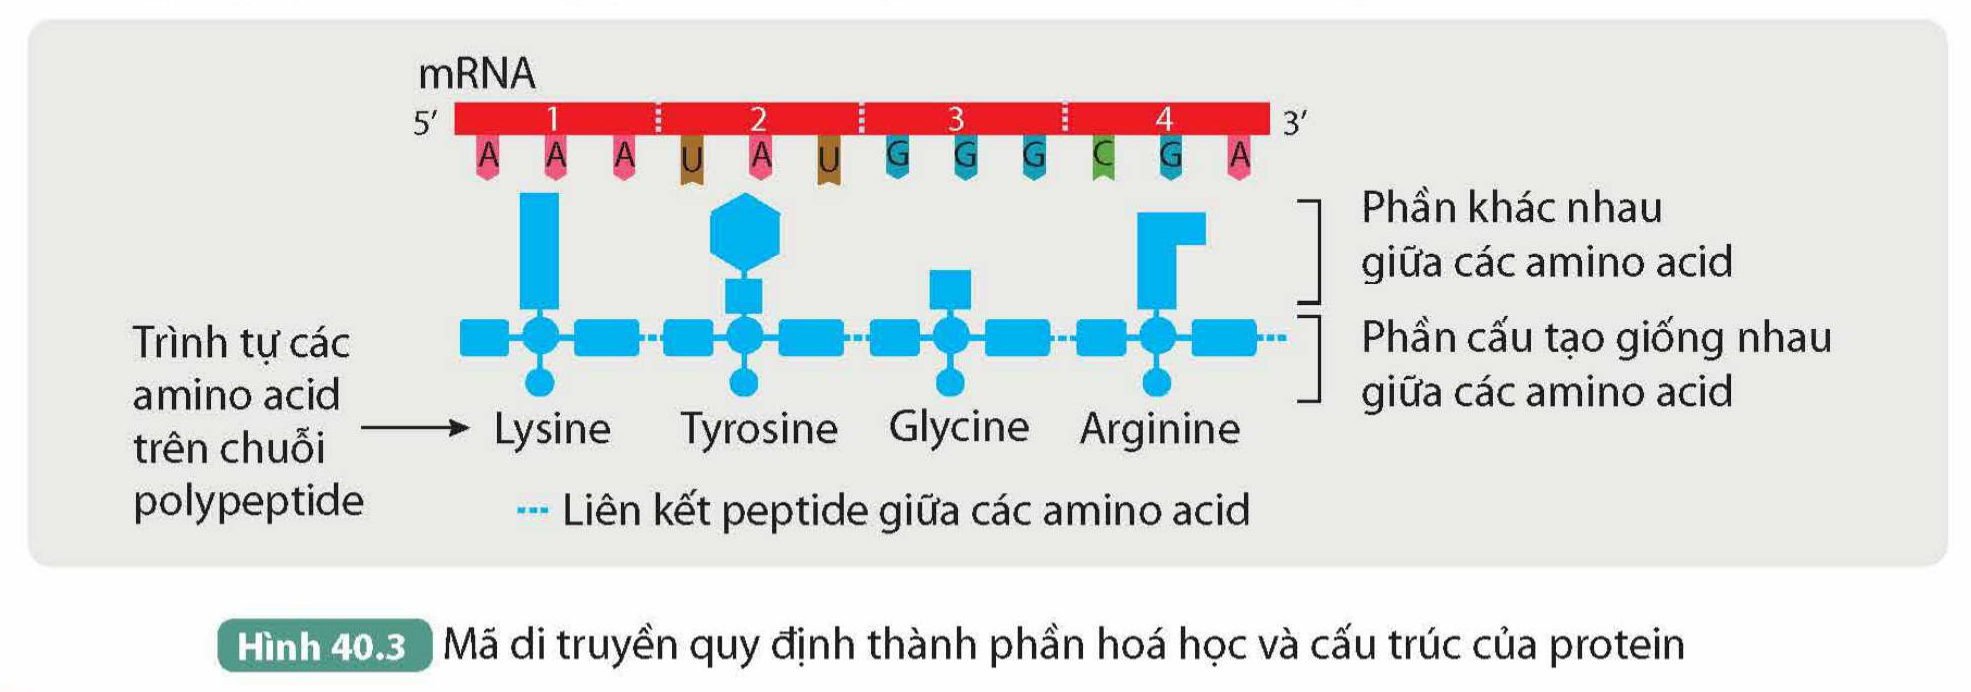 mRNA
5′ 1 2 3 4 3′
A A A U A U G G G C G A
Phần khác nhau
giữa các amino acid
Phần cấu tạo giống nhau
giữa các amino acid
Trình tự các
amino acid
trên chuỗi
polypeptide
Lysine Tyrosine Glycine Arginine
Liên kết peptide giữa các amino acid
Hình 40.3 Mã di truyền quy định thành phần hoá học và cấu trúc của protein